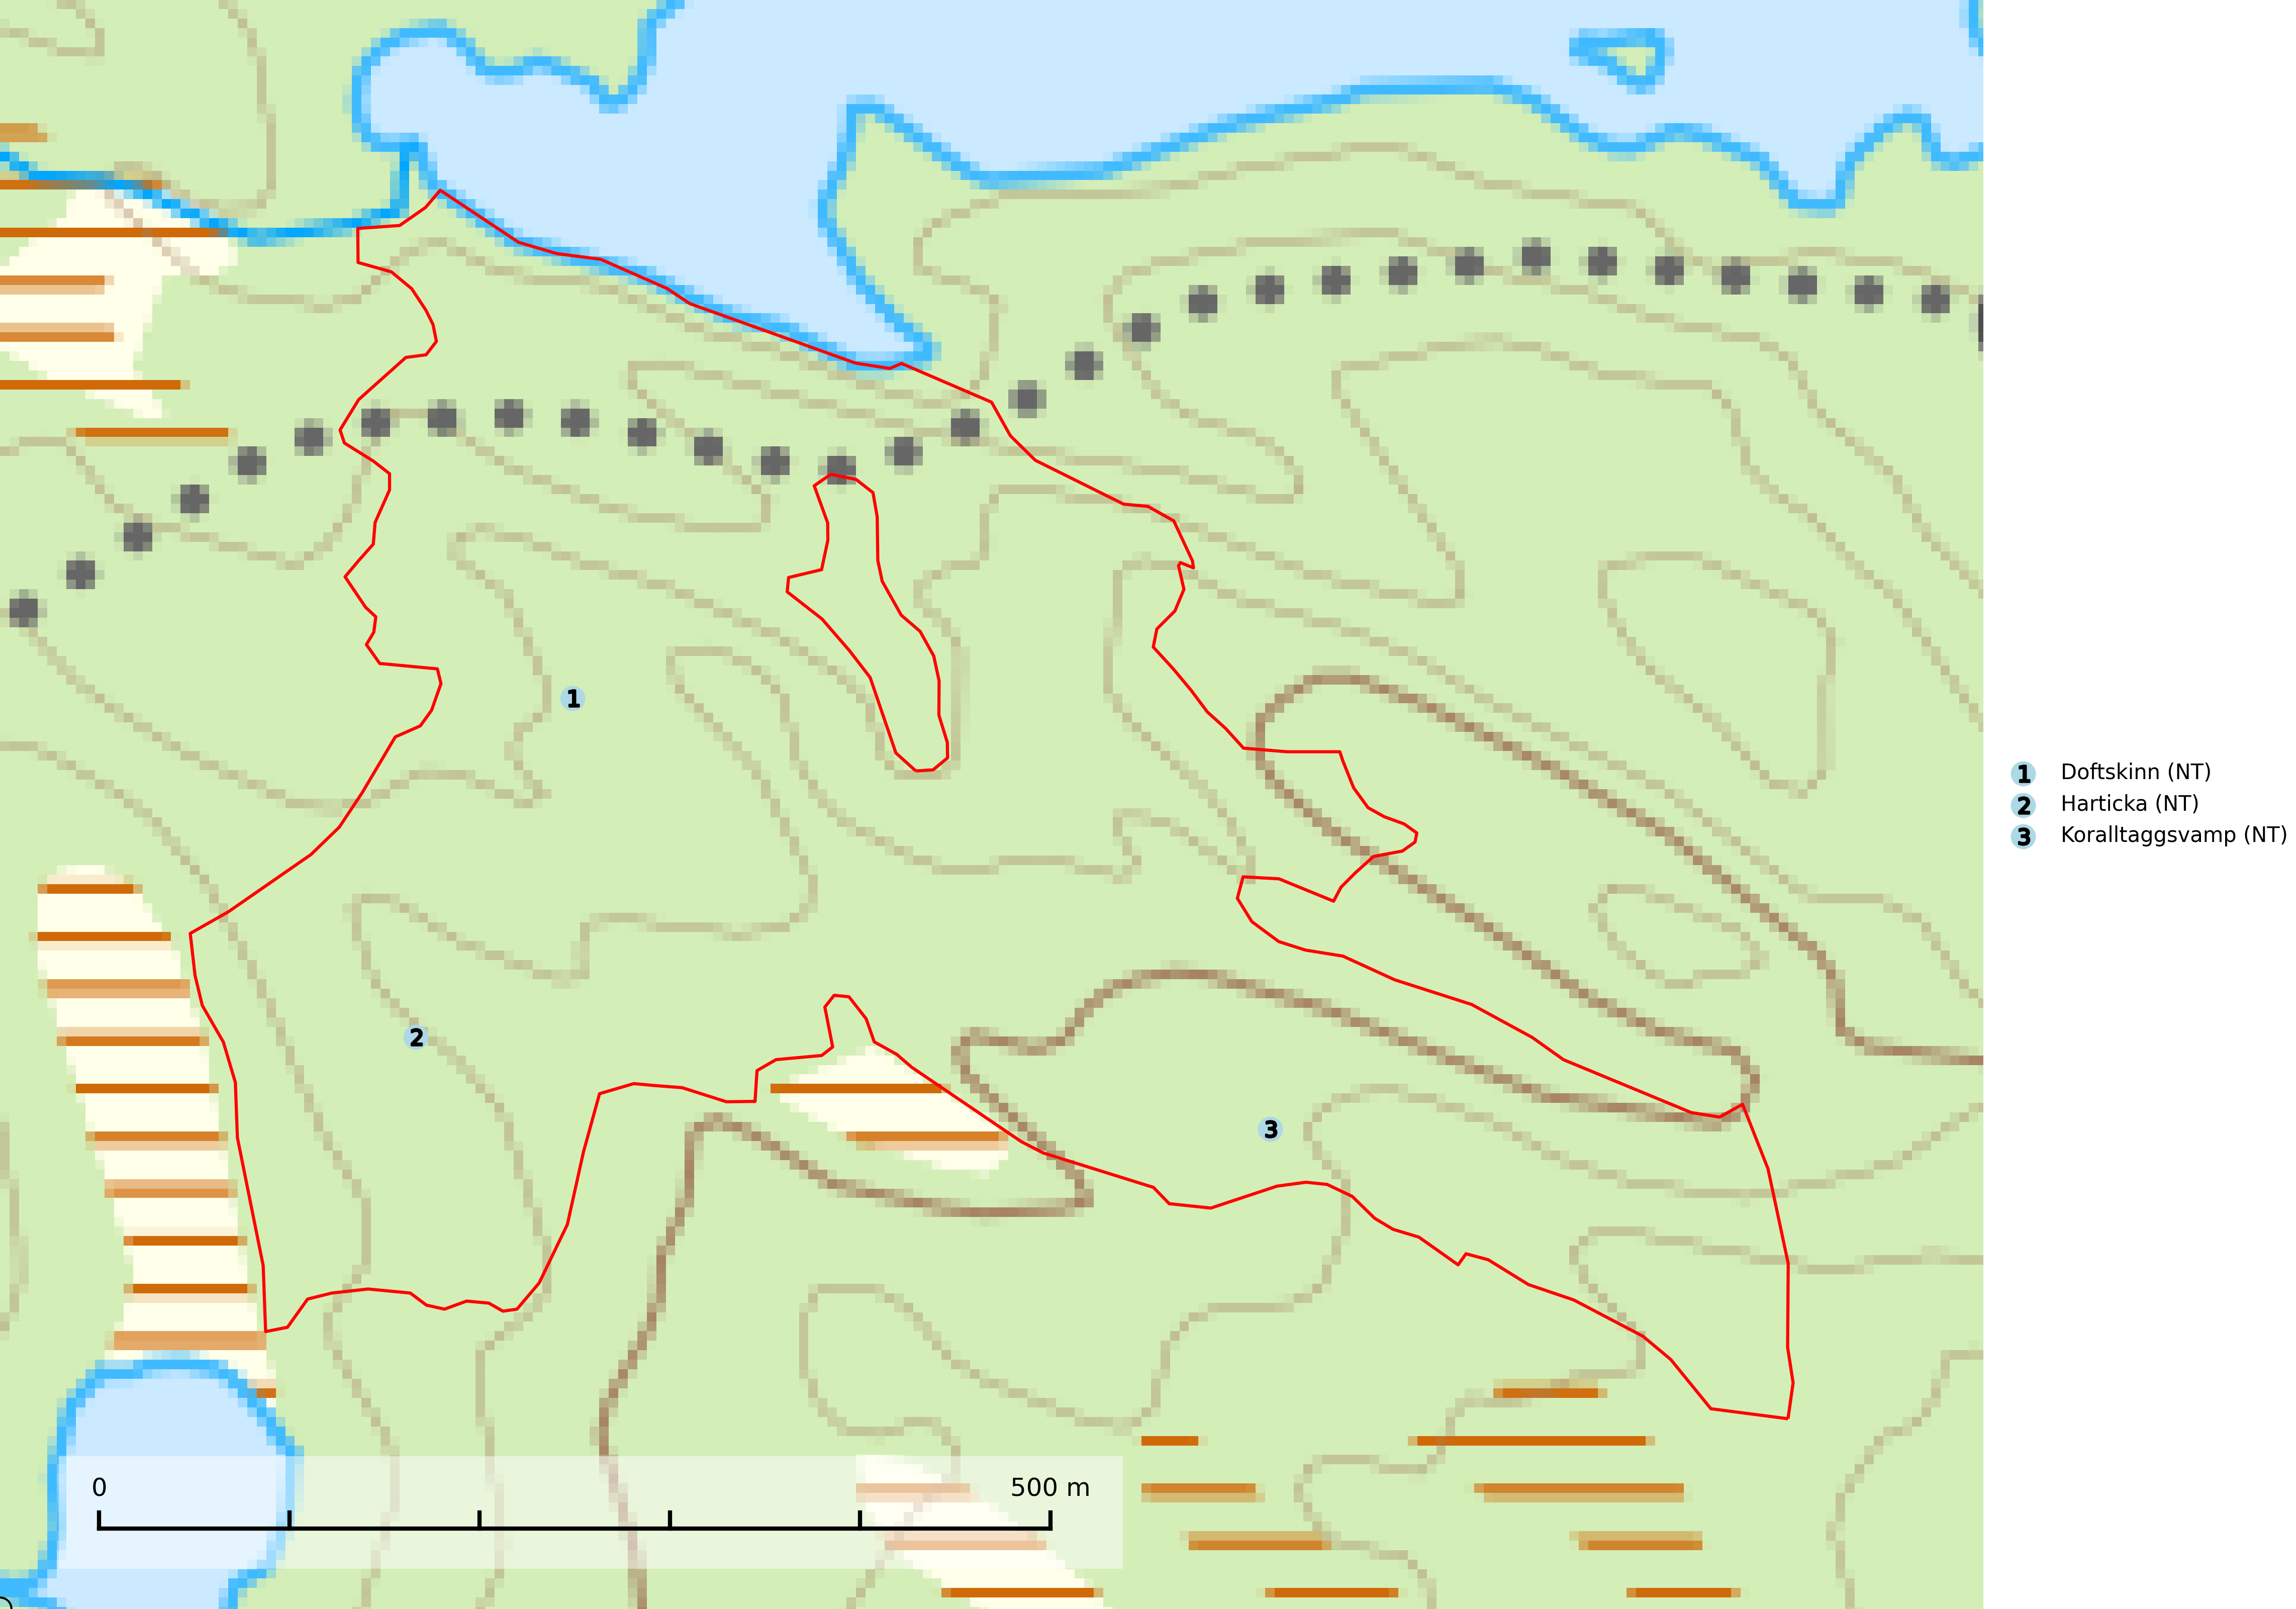 1
2
3
1 Doftskinn (NT)
2 Harticka (NT)
3 Koralltaggsvamp (NT)
0 500 m